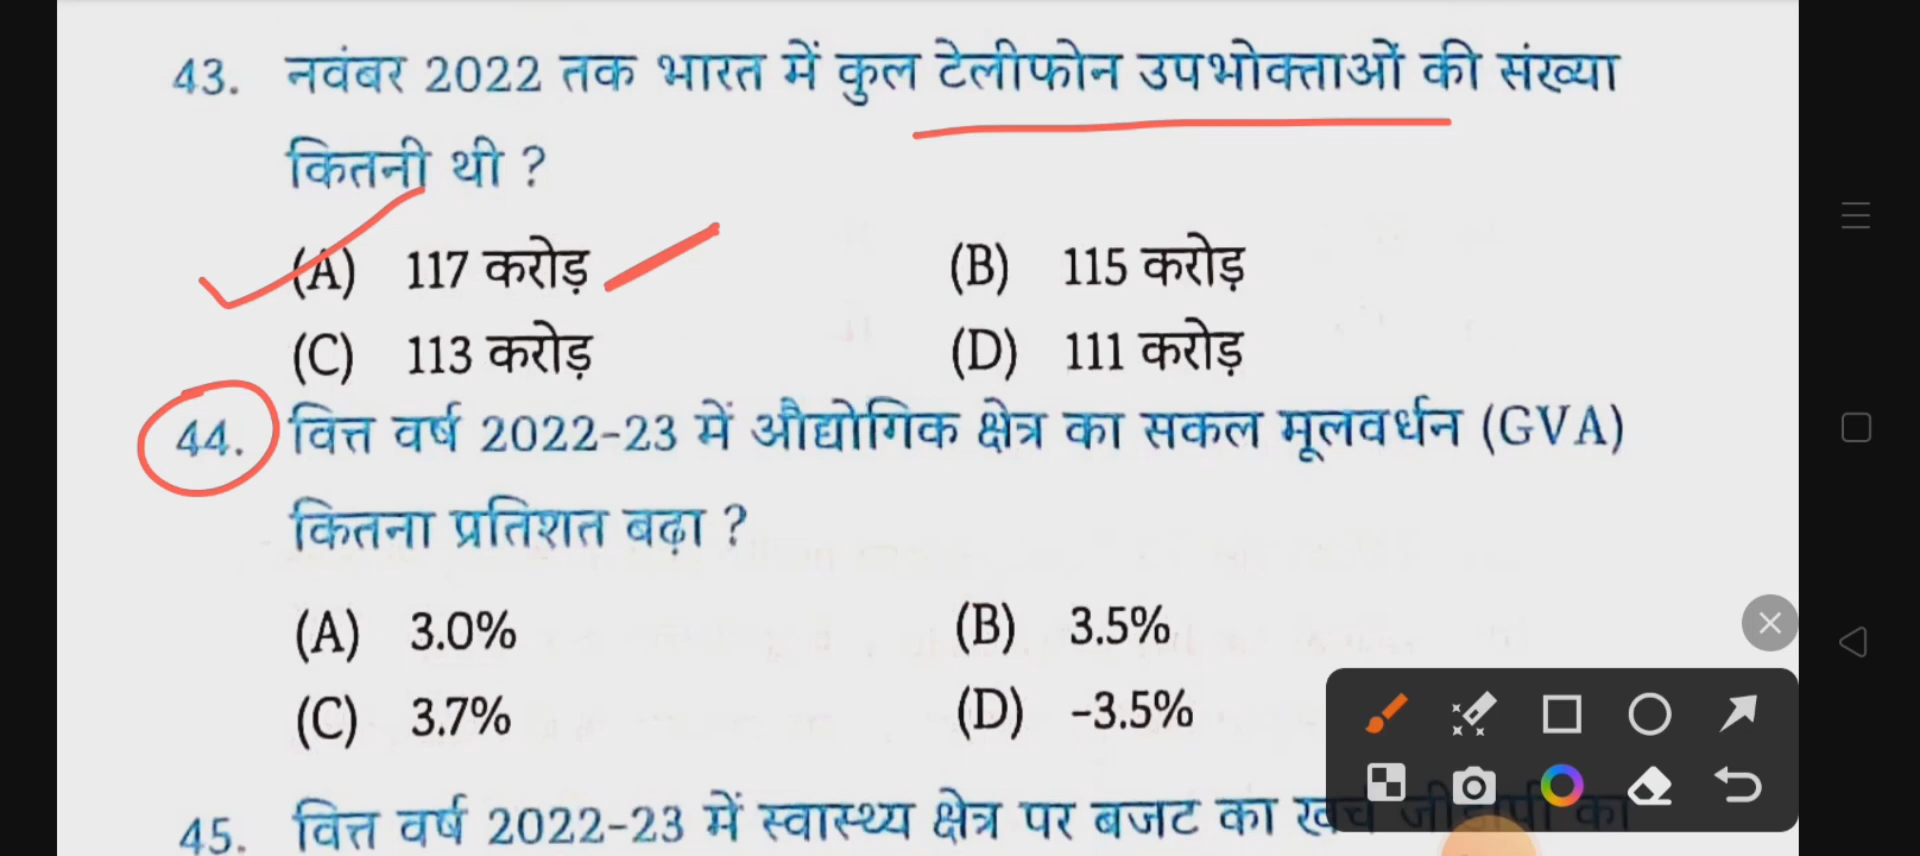 43. नवंबर 2022 तक भारत में कुल टेलीफोन उपभोक्ताओं की संख्या
कितनी थी ?
(A) 117 करोड़ (B) 115 करोड़
(C) 113 करोड़ (D) 111 करोड़
44. वित्त वर्ष 2022-23 में औद्योगिक क्षेत्र का सकल मूलवर्धन (GVA)
कितना प्रतिशत बढ़ा ?
(A) 3.0% (B) 3.5%
(C) 3.7% (D) -3.5%
45. वित्त वर्ष 2022-23 में स्वास्थ्य क्षेत्र पर बजट का खर्च जीडीपी का